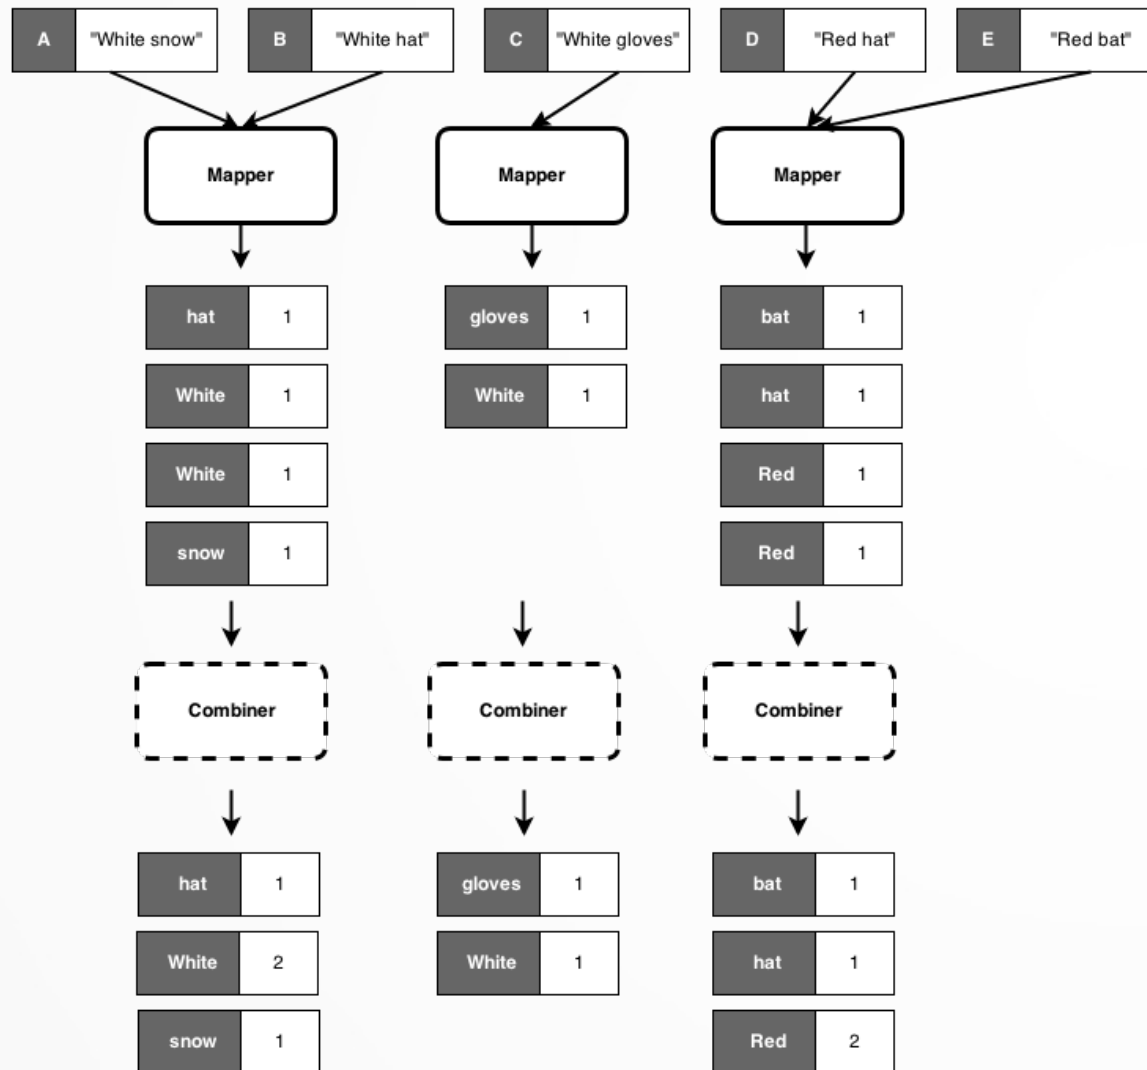 A "White snow" B "White hat" C "White gloves" D "Red hat" E "Red bat"
Mapper Mapper Mapper
hat 1 gloves 1 bat 1
White 1 White 1 hat 1
White 1 Red 1
snow 1 Red 1
Combiner Combiner Combiner
hat 1 gloves 1 bat 1
White 2 White 1 hat 1
snow 1 Red 2